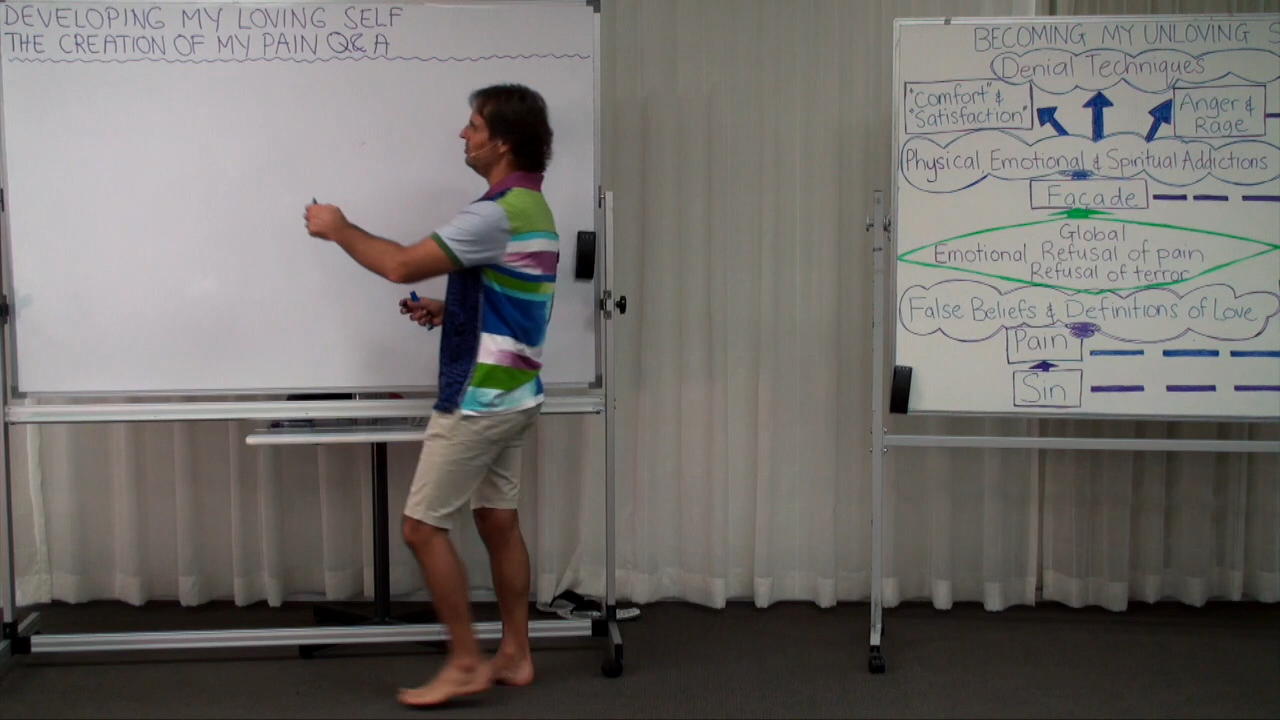 DEVELOPING MY LOVING SELF
THE CREATION OF MY PAIN Q&A
BECOMING MY UNLOVING S
Denial Techniques
"Comfort" &
"Satisfaction"
Anger &
Rage
Physical, Emotional & Spiritual Addictions
Façade
Global
Emotional Refusal of pain
Refusal of terror
False Beliefs & Definitions of Love
Pain
Sin